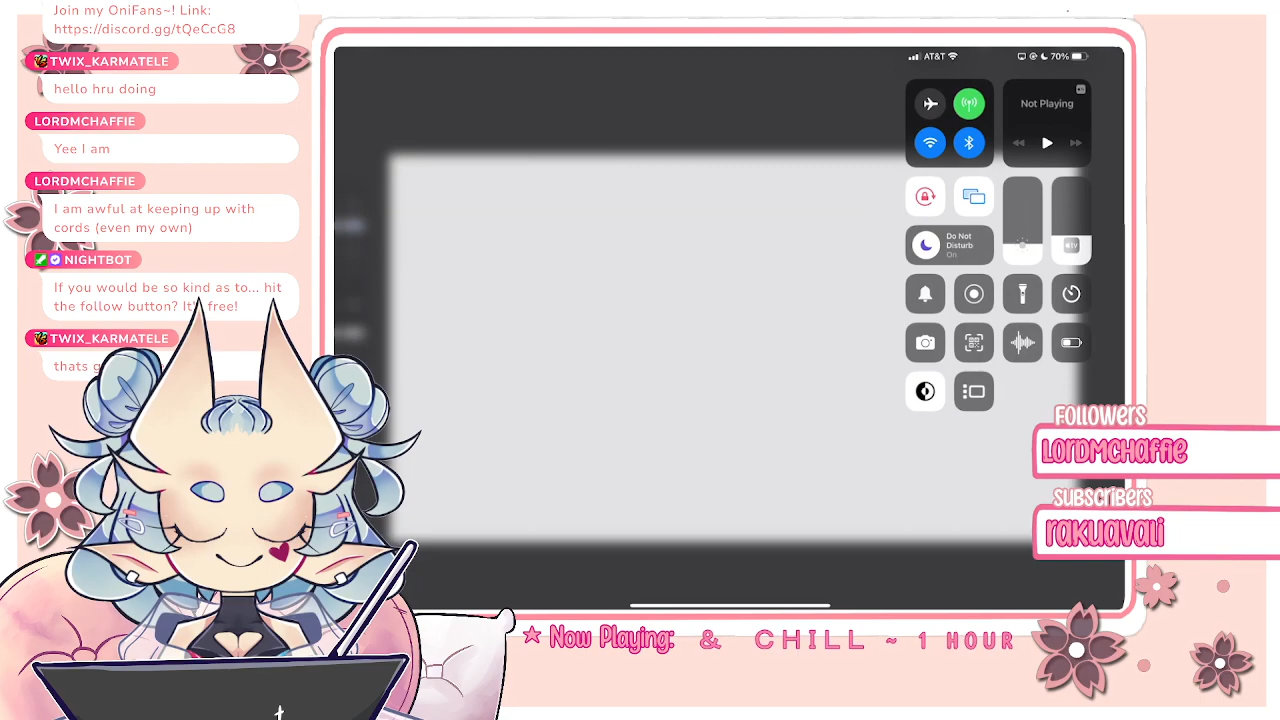 Join my OniFans~! Link:
https://discord.gg/tQeCcG8
TWIX_KARMATELE
hello hru doing
LORDMCHAFFIE
Yee I am
LORDMCHAFFIE
I am awful at keeping up with
cords (even my own)
NIGHTBOT
If you would be so kind as to... hit
the follow button? It's free!
TWIX_KARMATELE
thats
AT&T
70%
Not Playing
tv
Do Not
Disturb
On
Followers
LORDMCHAFFIE
Subscribers
rakuavali
Now Playing: & CHILL ~ 1 HOUR